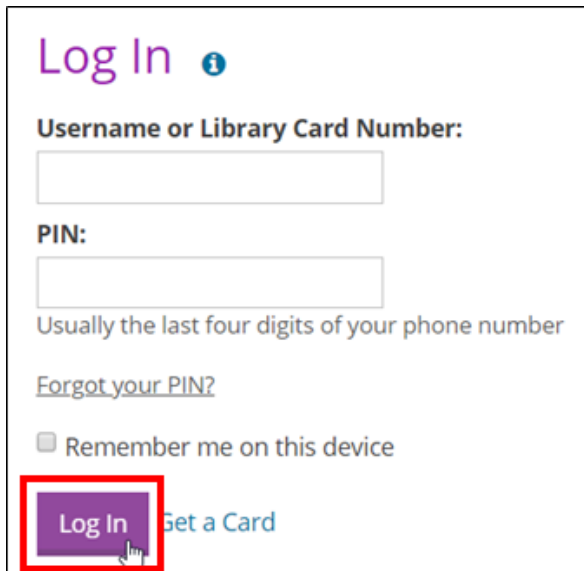 Log In
Username or Library Card Number:
PIN:
Usually the last four digits of your phone number
Forgot your PIN?
Remember me on this device
Log In Get a Card